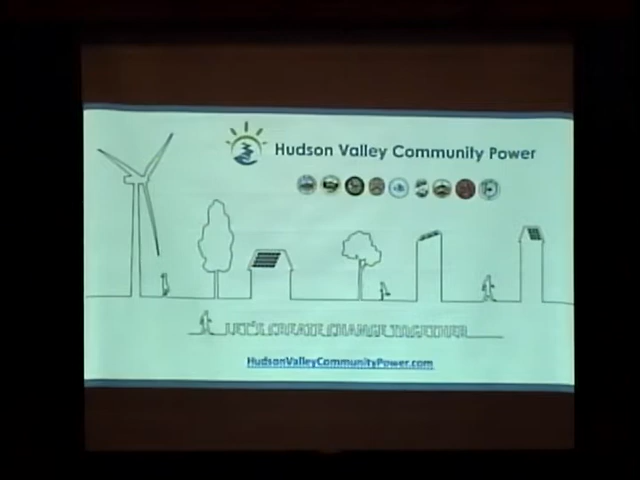 Hudson Valley Community Power
LET'S CREATE CHANGE TOGETHER
HudsonValleyCommunityPower.com